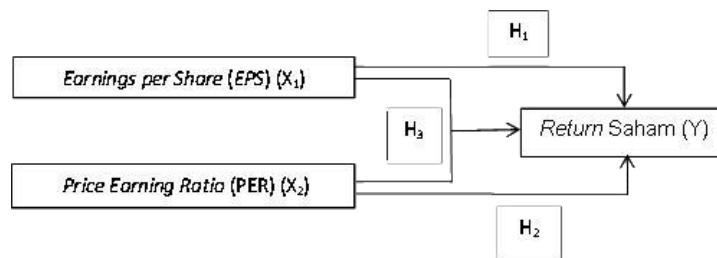 H₁
Earnings per Share (EPS) (X₁)
H₃
Return Saham (Y)
Price Earning Ratio (PER) (X₂)
H₂